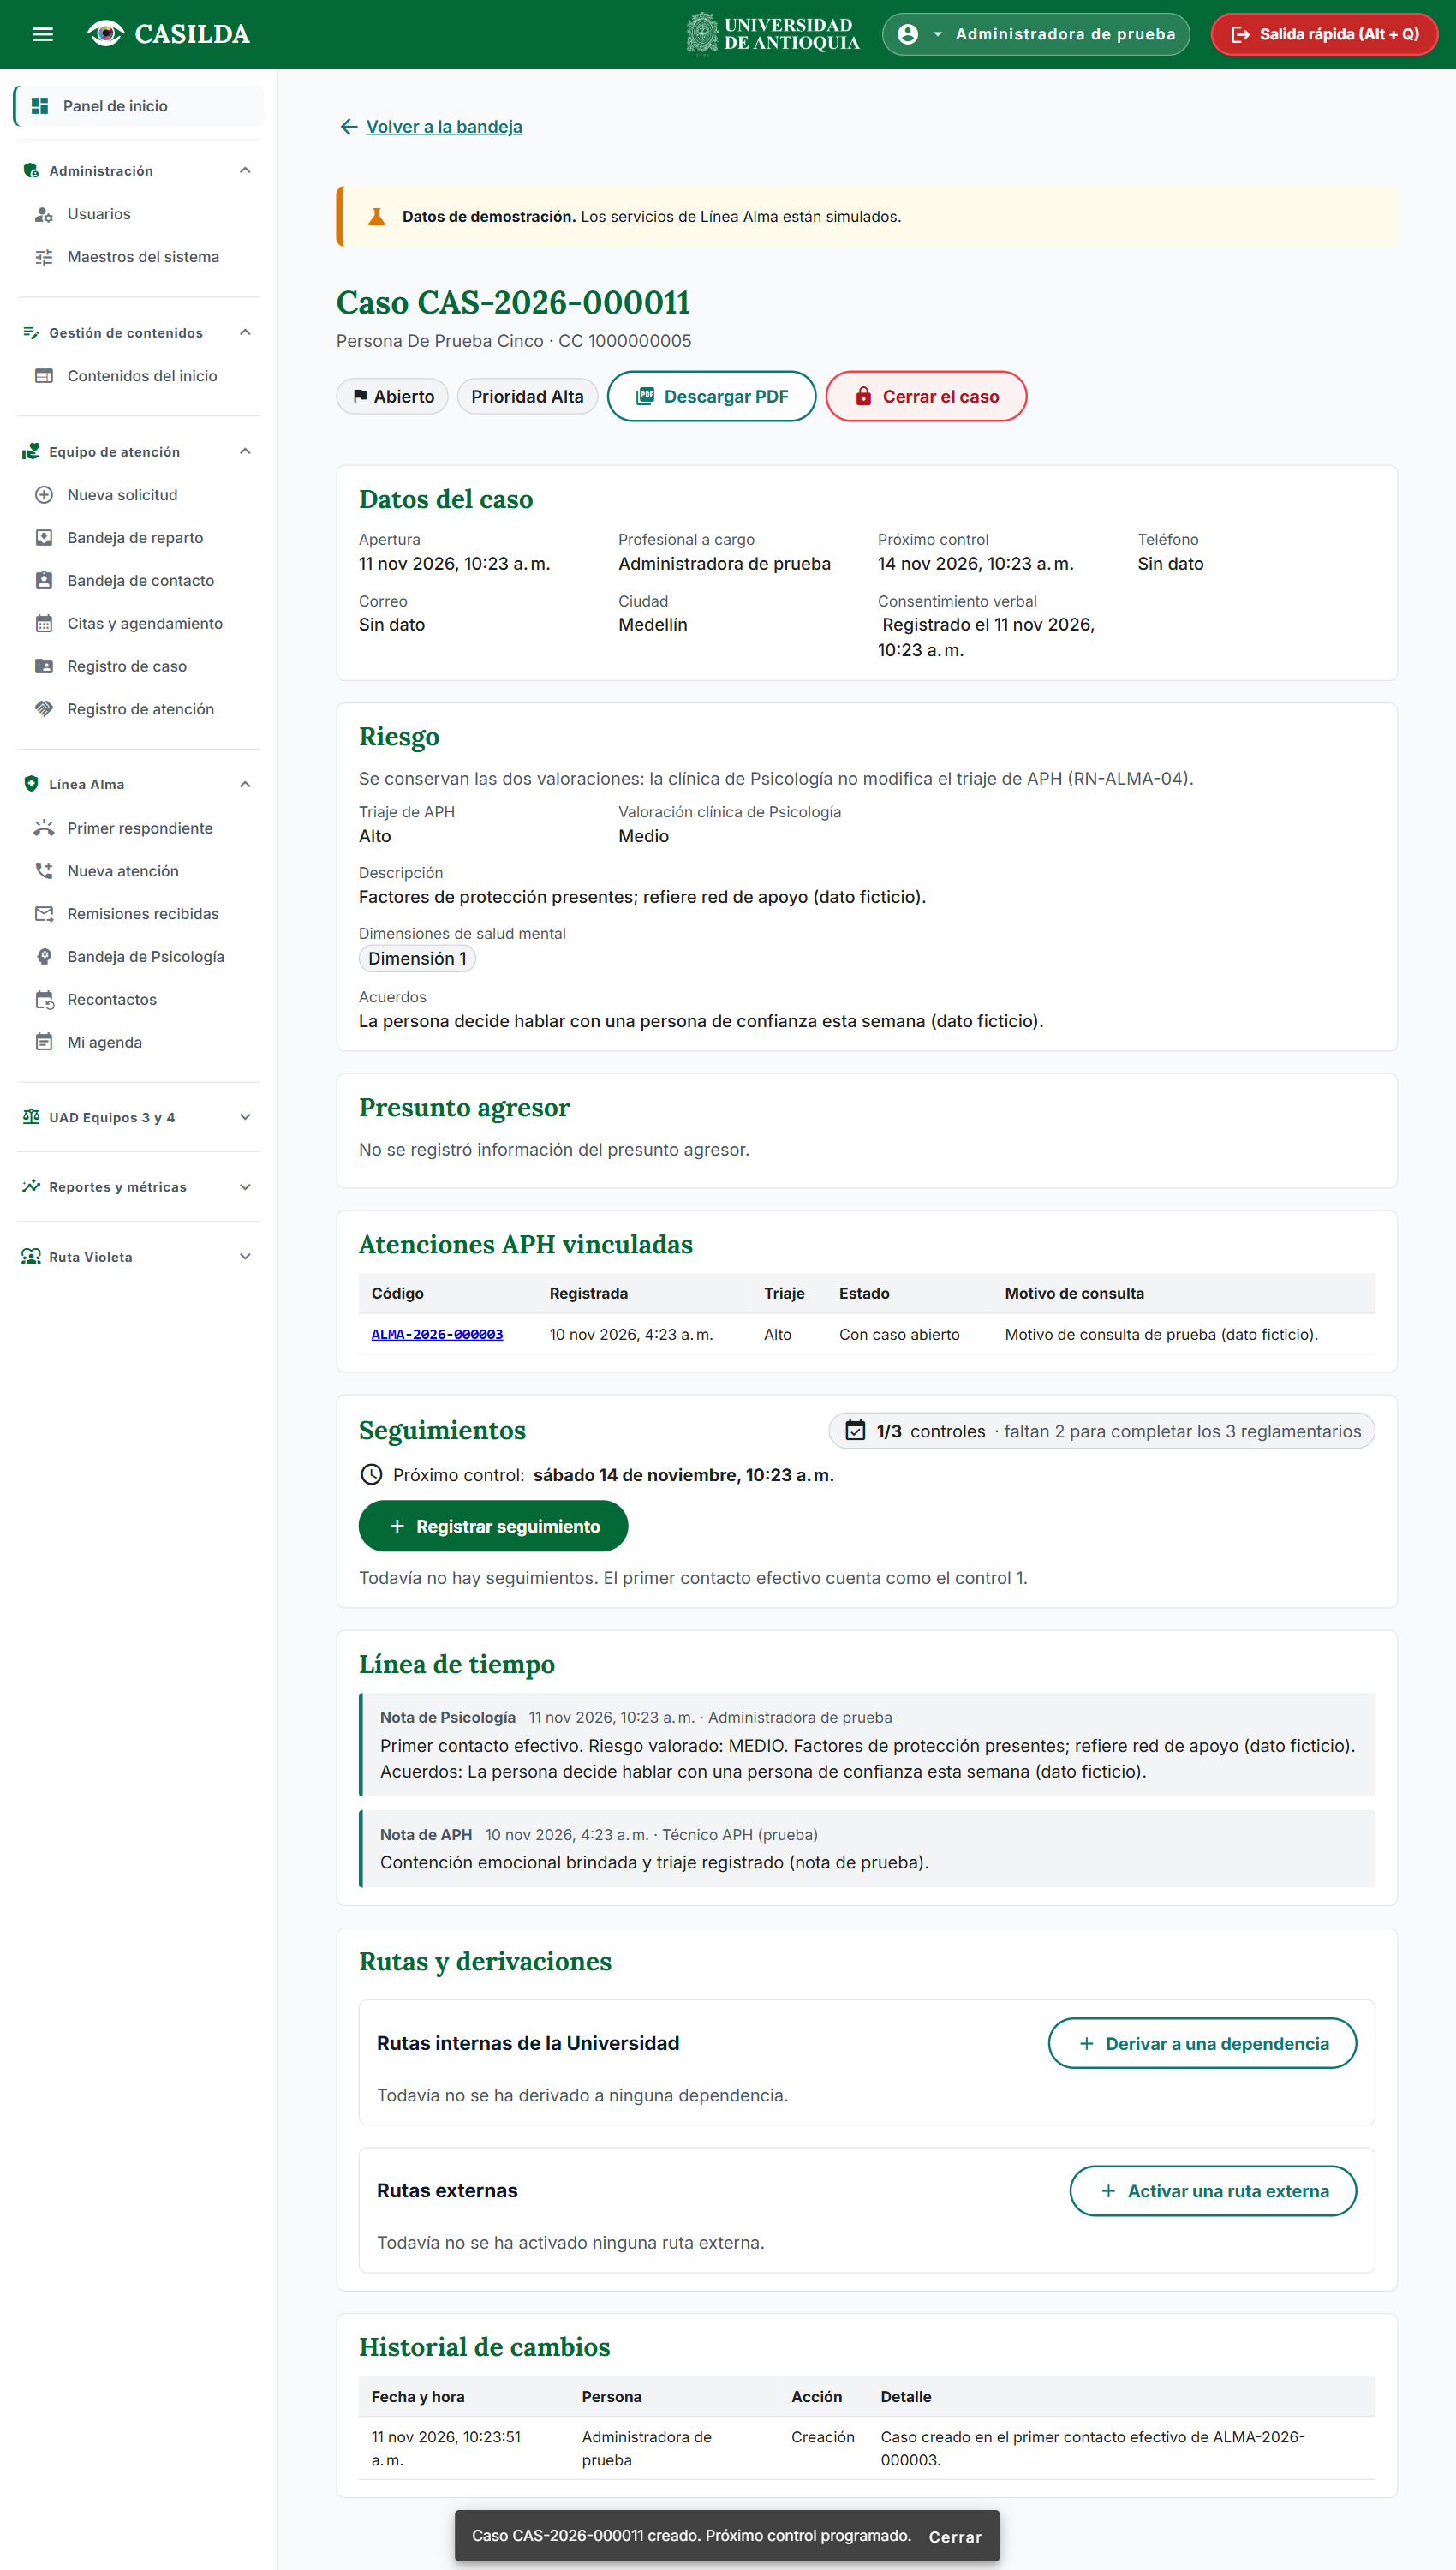 CASILDA
UNIVERSIDAD
DE ANTIOQUIA
Administradora de prueba
Salida rápida (Alt + Q)
Panel de inicio
Administración
Usuarios
Maestros del sistema
Gestión de contenidos
Contenidos del inicio
Equipo de atención
Nueva solicitud
Bandeja de reparto
Bandeja de contacto
Citas y agendamiento
Registro de caso
Registro de atención
Línea Alma
Primer respondiente
Nueva atención
Remisiones recibidas
Bandeja de Psicología
Recontactos
Mi agenda
UAD Equipos 3 y 4
Reportes y métricas
Ruta Violeta
Volver a la bandeja
Datos de demostración. Los servicios de Línea Alma están simulados.
Caso CAS-2026-000011
Persona De Prueba Cinco · CC 1000000005
Abierto
Prioridad Alta
PDF Descargar PDF
Cerrar el caso
Datos del caso
Apertura
11 nov 2026, 10:23 a. m.
Profesional a cargo
Administradora de prueba
Próximo control
14 nov 2026, 10:23 a. m.
Teléfono
Sin dato
Correo
Sin dato
Ciudad
Medellín
Consentimiento verbal
Registrado el 11 nov 2026,
10:23 a. m.
Riesgo
Se conservan las dos valoraciones: la clínica de Psicología no modifica el triaje de APH (RN-ALMA-04).
Triaje de APH
Alto
Valoración clínica de Psicología
Medio
Descripción
Factores de protección presentes; refiere red de apoyo (dato ficticio).
Dimensiones de salud mental
Dimensión 1
Acuerdos
La persona decide hablar con una persona de confianza esta semana (dato ficticio).
Presunto agresor
No se registró información del presunto agresor.
Atenciones APH vinculadas
Código Registrada Triaje Estado Motivo de consulta
ALMA-2026-000003 10 nov 2026, 4:23 a. m. Alto Con caso abierto Motivo de consulta de prueba (dato ficticio).
Seguimientos
1/3 controles · faltan 2 para completar los 3 reglamentarios
Próximo control: sábado 14 de noviembre, 10:23 a. m.
+ Registrar seguimiento
Todavía no hay seguimientos. El primer contacto efectivo cuenta como el control 1.
Línea de tiempo
Nota de Psicología 11 nov 2026, 10:23 a. m. · Administradora de prueba
Primer contacto efectivo. Riesgo valorado: MEDIO. Factores de protección presentes; refiere red de apoyo (dato ficticio).
Acuerdos: La persona decide hablar con una persona de confianza esta semana (dato ficticio).
Nota de APH 10 nov 2026, 4:23 a. m. · Técnico APH (prueba)
Contención emocional brindada y triaje registrado (nota de prueba).
Rutas y derivaciones
Rutas internas de la Universidad
+ Derivar a una dependencia
Todavía no se ha derivado a ninguna dependencia.
Rutas externas
+ Activar una ruta externa
Todavía no se ha activado ninguna ruta externa.
Historial de cambios
Fecha y hora Persona Acción Detalle
11 nov 2026, 10:23:51 Administradora de Creación Caso creado en el primer contacto efectivo de ALMA-2026-
a. m. prueba 000003.
Caso CAS-2026-000011 creado. Próximo control programado. Cerrar